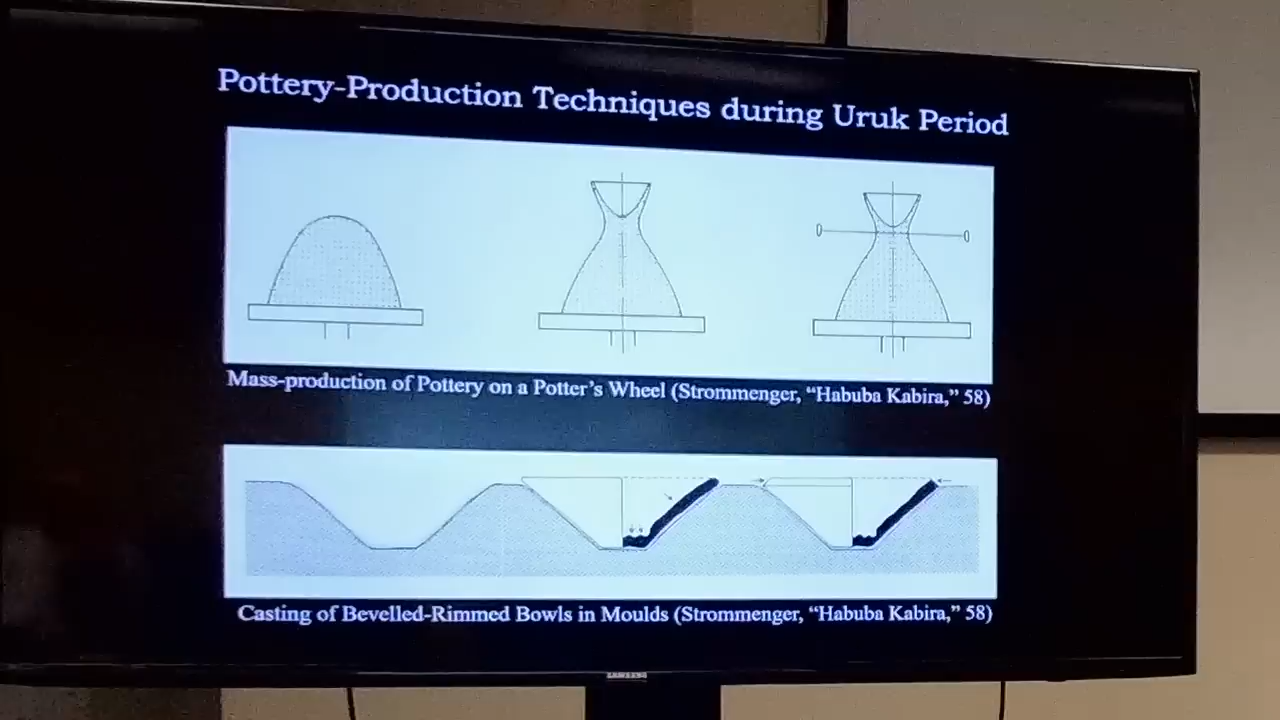 Pottery-Production Techniques during Uruk Period
Mass-production of Pottery on a Potter's Wheel (Strommenger, “Habuba Kabira,” 58)
Casting of Bevelled-Rimmed Bowls in Moulds (Strommenger, “Habuba Kabira,” 58)
SAMSUNG